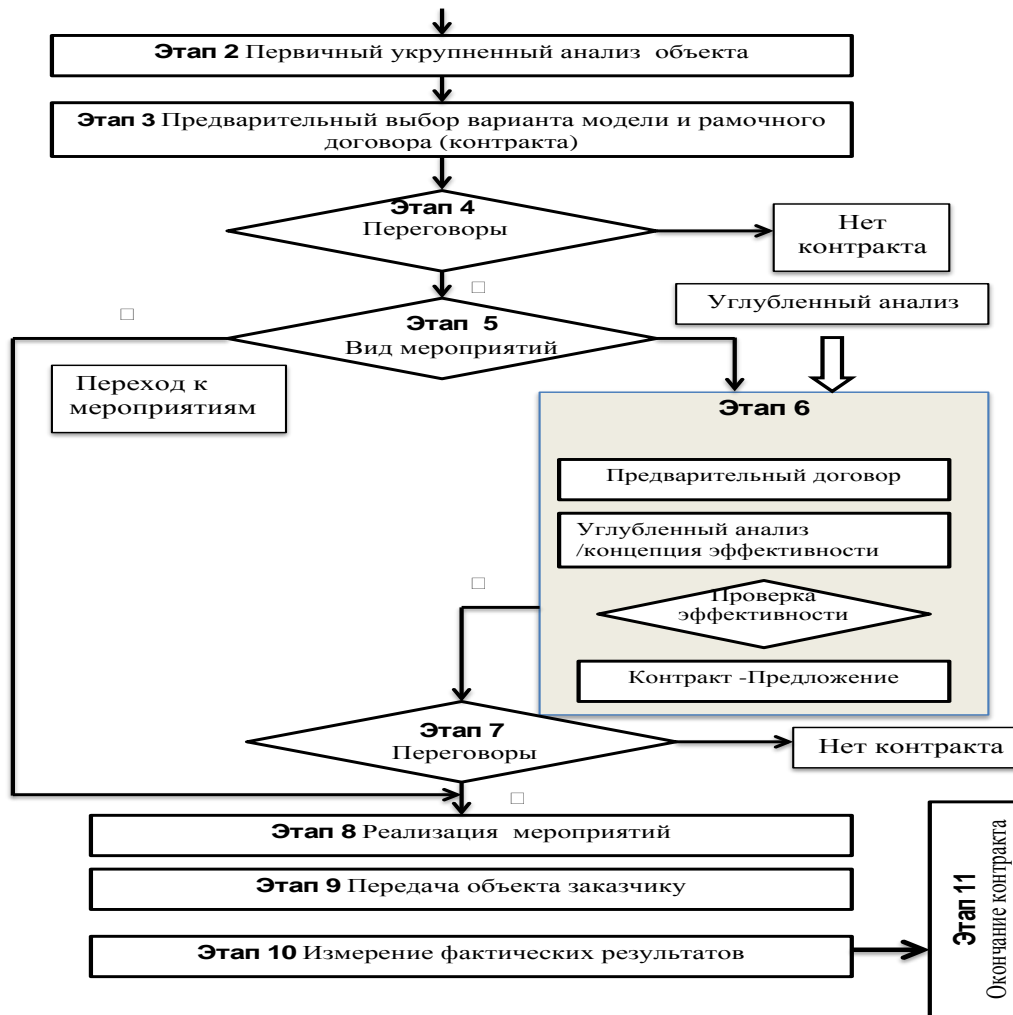 Этап 2 Первичный укрупненный анализ объекта
Этап 3 Предварительный выбор варианта модели и рамочного
договора (контракта)
Этап 4
Переговоры
Нет
контракта
Углубленный анализ
Этап 5
Вид мероприятий
Переход к
мероприятиям
Этап 6
Предварительный договор
Углубленный анализ
/концепция эффективности
Проверка
эффективности
Контракт -Предложение
Этап 7
Переговоры
Нет контракта
Этап 8 Реализация мероприятий
Этап 9 Передача объекта заказчику
Этап 10 Измерение фактических результатов
Этап 11
Окончание контракта